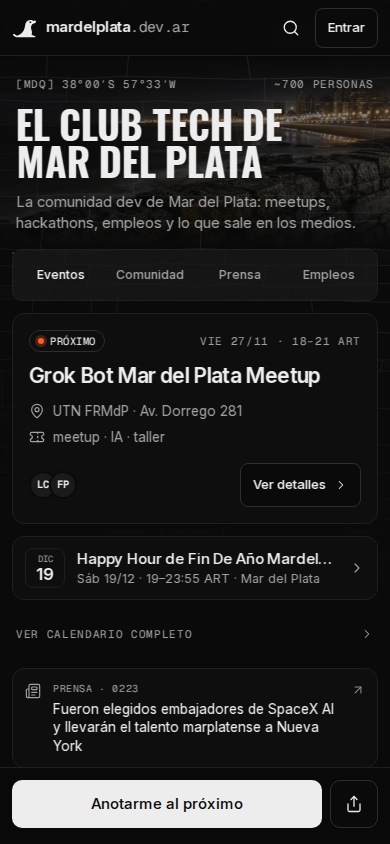 mardelplata.dev.ar
Entrar
[MDQ] 38°00′S 57°33′W
~700 PERSONAS
EL CLUB TECH DE
MAR DEL PLATA
La comunidad dev de Mar del Plata: meetups,
hackathons, empleos y lo que sale en los medios.
Eventos
Comunidad
Prensa
Empleos
PRÓXIMO
VIE 27/11 · 18–21 ART
Grok Bot Mar del Plata Meetup
UTN FRMdP · Av. Dorrego 281
meetup · IA · taller
LC
FP
Ver detalles
DIC
19
Happy Hour de Fin De Año Mardel…
Sáb 19/12 · 19–23:55 ART · Mar del Plata
VER CALENDARIO COMPLETO
PRENSA · 0223
Fueron elegidos embajadores de SpaceX AI
y llevarán el talento marplatense a Nueva
York
Anotarme al próximo